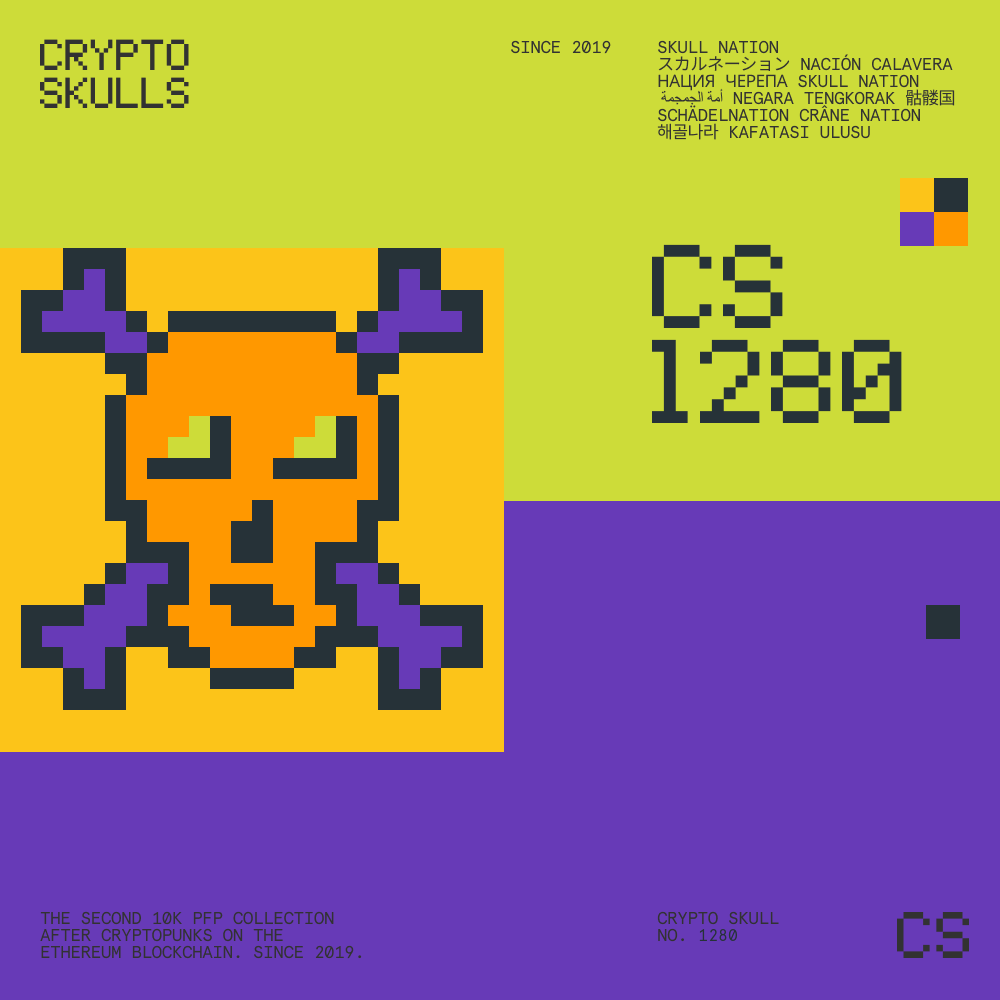 CRYPTO
SKULLS
SINCE 2019
SKULL NATION
スカルネーション NACIÓN CALAVERA
НАЦИЯ ЧЕРЕПА SKULL NATION
أمة الجمجمة NEGARA TENGKORAK 骷髅国
SCHÄDELNATION CRÂNE NATION
해골나라 KAFATASI ULUSU
CS
1280
THE SECOND 10K PFP COLLECTION
AFTER CRYPTOPUNKS ON THE
ETHEREUM BLOCKCHAIN. SINCE 2019.
CRYPTO SKULL
NO. 1280
CS